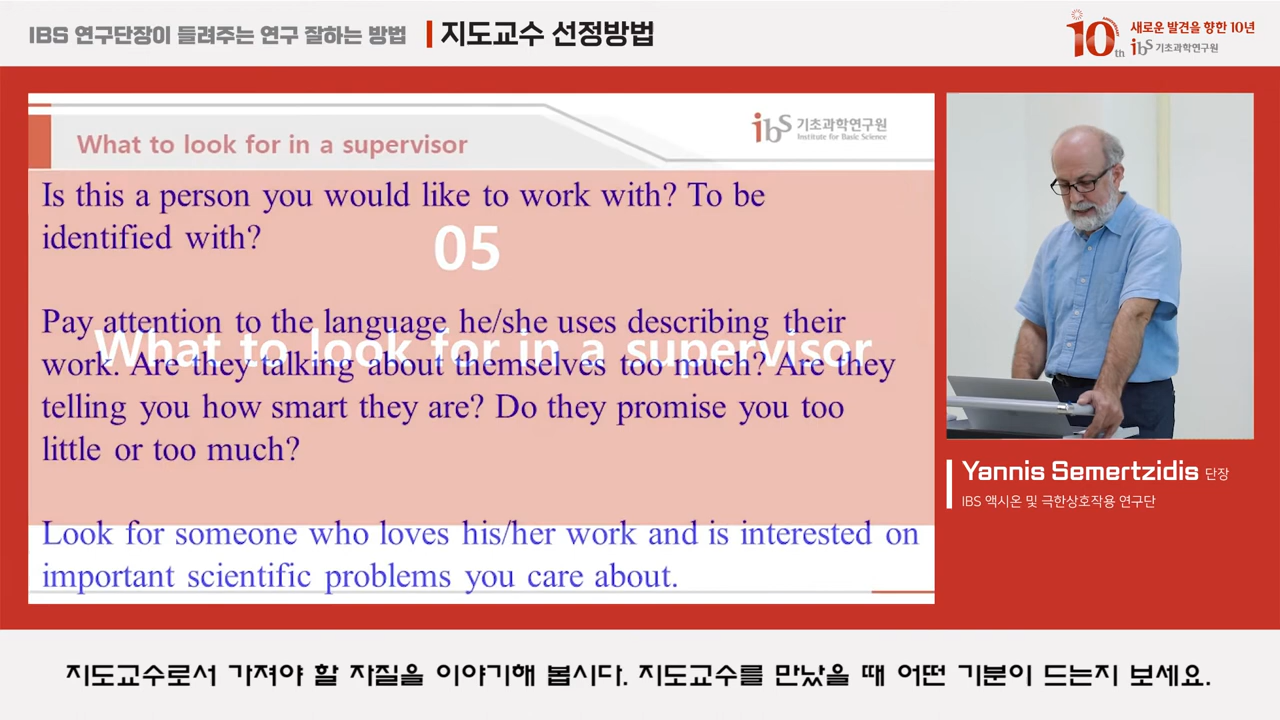 IBS 연구단장이 들려주는 연구 잘하는 방법
지도교수 선정방법
10th
새로운 발견을 향한 10년
ibS 기초과학연구원
What to look for in a supervisor
ibS 기초과학연구원
Institute for Basic Science
Is this a person you would like to work with? To be
identified with?
05
Pay attention to the language he/she uses describing their
What to look for in a supervisor
work. Are they talking about themselves too much? Are they
telling you how smart they are? Do they promise you too
little or too much?
Look for someone who loves his/her work and is interested on
important scientific problems you care about.
Yannis Semertzidis 단장
IBS 액시온 및 극한상호작용 연구단
지도교수로서 가져야 할 자질을 이야기해 봅시다. 지도교수를 만났을 때 어떤 기분이 드는지 보세요.